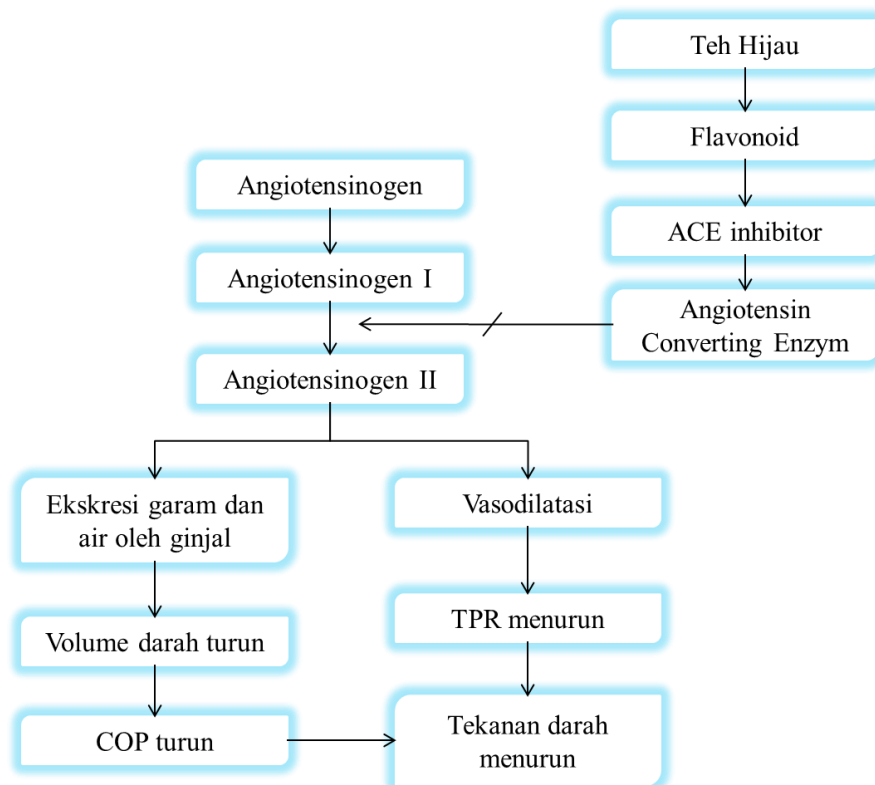 Teh Hijau
Flavonoid
Angiotensinogen
ACE inhibitor
Angiotensinogen I
Angiotensin
Converting Enzym
Angiotensinogen II
Ekskresi garam dan
air oleh ginjal
Vasodilatasi
Volume darah turun
TPR menurun
COP turun
Tekanan darah
menurun